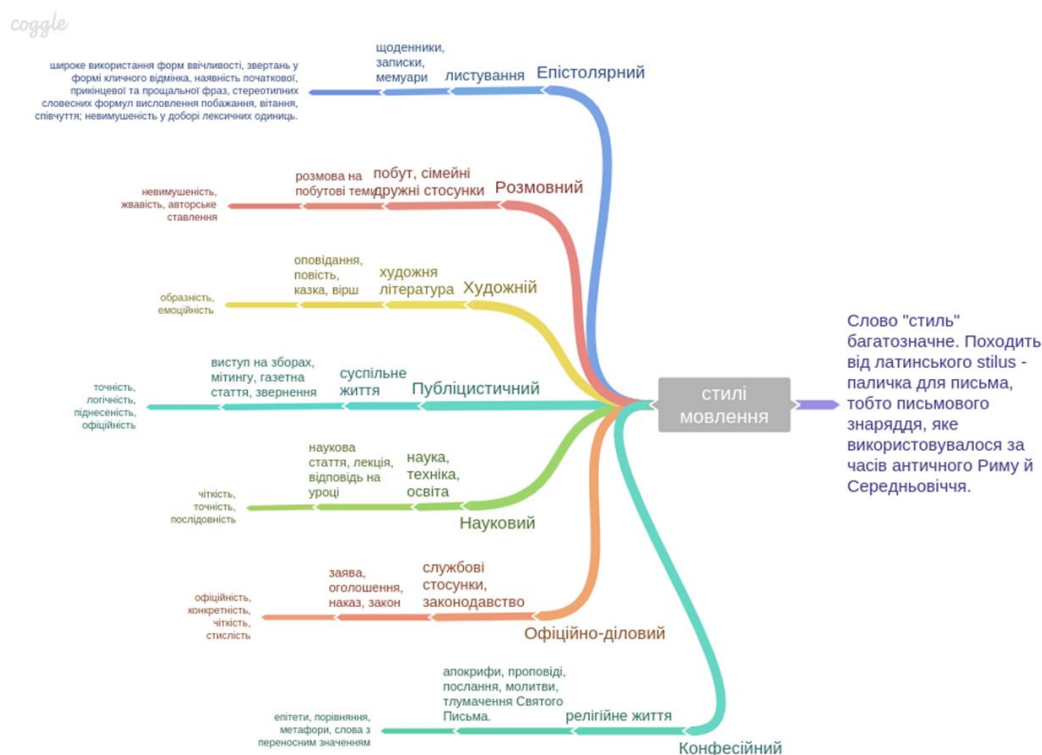 coggle
щоденники,
записки,
мемуари
листування
Епістолярний
широке використання форм ввічливості, звертань у
формі кличного відмінка, наявність початкової,
прикінцевої та прощальної фраз, стереотипних
словесних формул висловлення побажання, вітання,
співчуття; невимушеність у доборі лексичних одиниць.
Розмовний
побут, сімейні
дружні стосунки
розмова на
побутові теми
невимушеність,
жвавість, авторське
ставлення
Художній
художня
література
оповідання,
повість,
казка, вірш
образність,
емоційність
Публіцистичний
суспільне
життя
виступ на зборах,
мітингу, газетна
стаття, звернення
точність,
логічність,
піднесеність,
офіційність
Науковий
наука,
техніка,
освіта
наукова
стаття, лекція,
відповідь на
уроці
чіткість,
точність,
послідовність
Офіційно-діловий
службові
стосунки,
законодавство
заява,
оголошення,
наказ, закон
офіційність,
конкретність,
чіткість,
стислість
Конфесійний
релігійне життя
апокрифи, проповіді,
послання, молитви,
тлумачення Святого
Письма.
епітети, порівняння,
метафори, слова з
переносним значенням
стилі
мовлення
Слово "стиль"
багатозначне. Походить
від латинського stilus -
паличка для письма,
тобто письмового
знаряддя, яке
використовувалося за
часів античного Риму й
Середньовіччя.